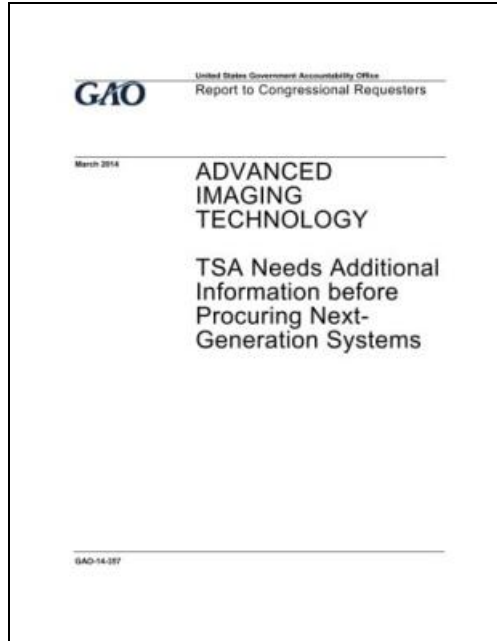 United States Government Accountability Office
GAO
Report to Congressional Requesters
March 2014
ADVANCED
IMAGING
TECHNOLOGY
TSA Needs Additional
Information before
Procuring Next-
Generation Systems
GAO-14-357